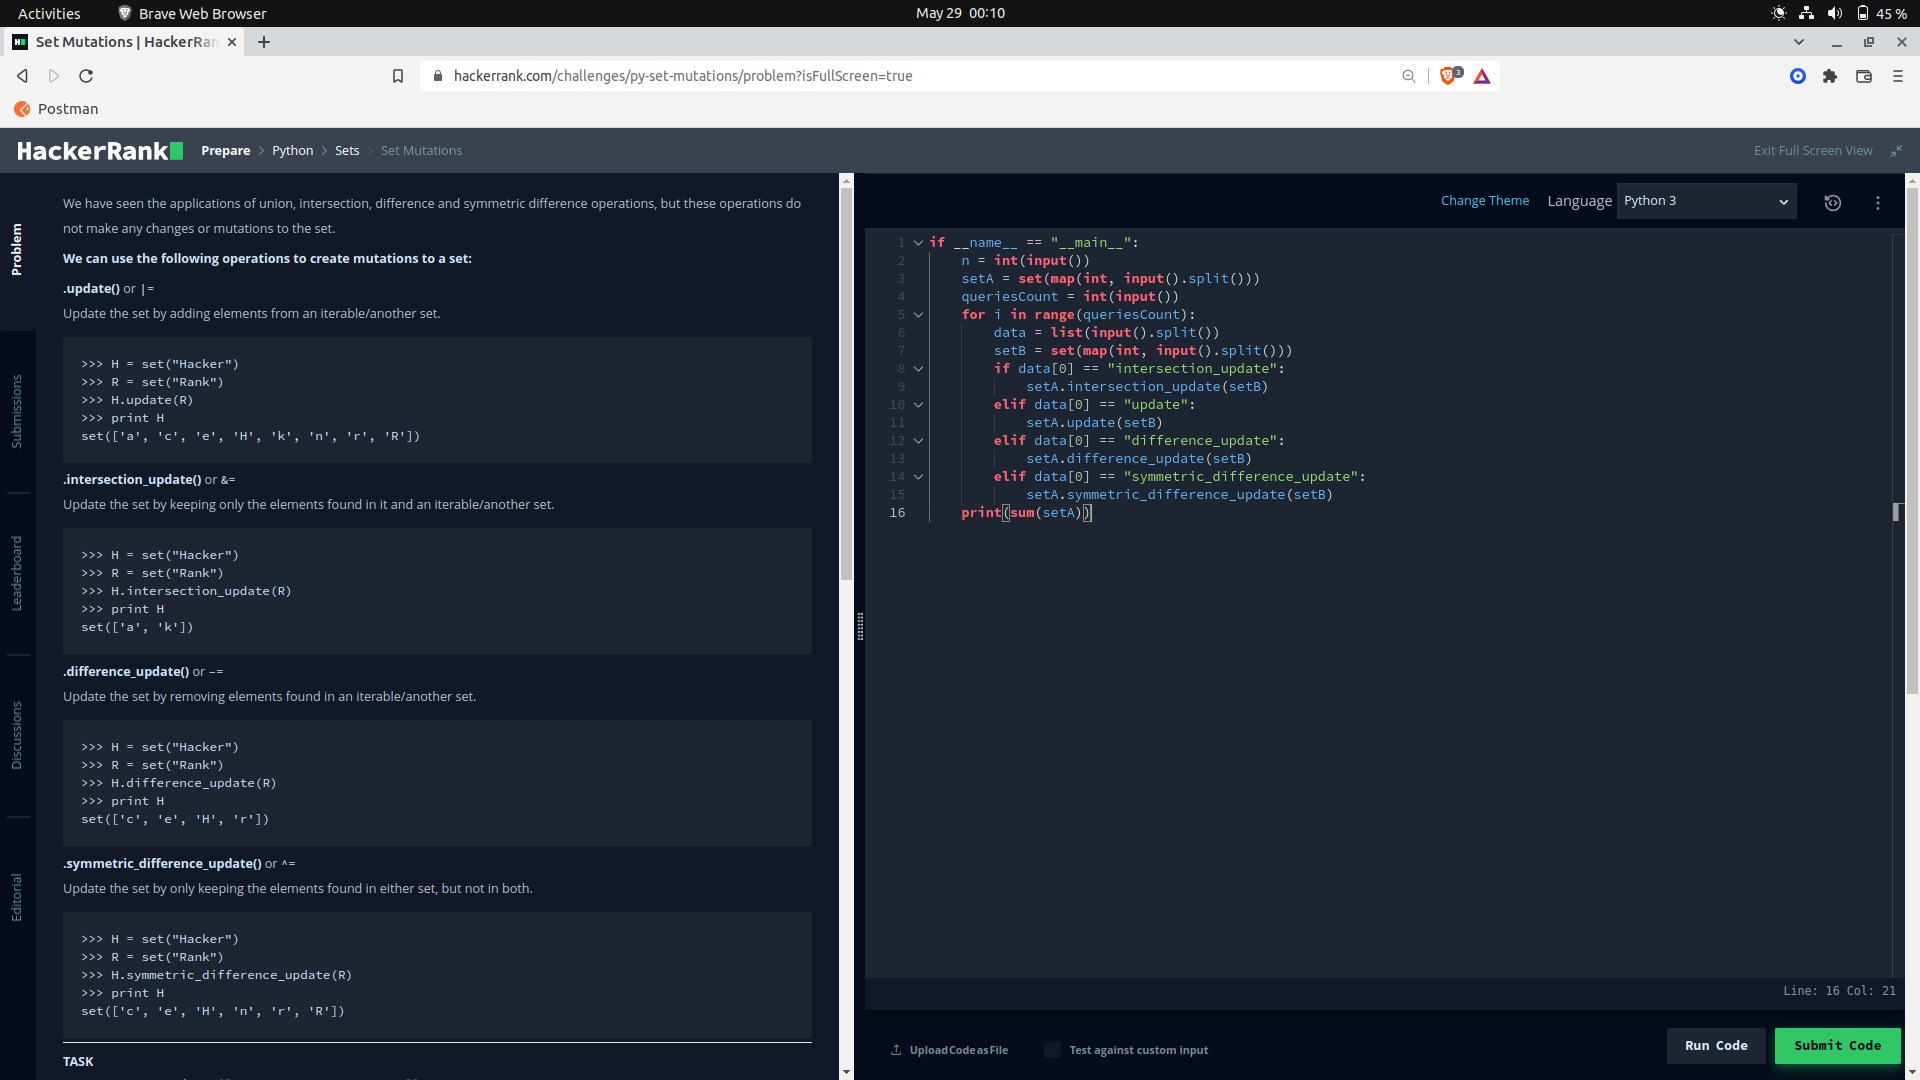 Activities
Brave Web Browser
May 29 00:10
45 %
Set Mutations | HackerRan
hackerrank.com/challenges/py-set-mutations/problem?isFullScreen=true
3
Postman
HackerRank
Prepare > Python > Sets > Set Mutations
Exit Full Screen View
Problem
Submissions
Leaderboard
Discussions
Editorial
We have seen the applications of union, intersection, difference and symmetric difference operations, but these operations do
not make any changes or mutations to the set.
We can use the following operations to create mutations to a set:
.update() or |=
Update the set by adding elements from an iterable/another set.
>>> H = set("Hacker")
>>> R = set("Rank")
>>> H.update(R)
>>> print H
set(['a', 'c', 'e', 'H', 'k', 'n', 'r', 'R'])
.intersection_update() or &=
Update the set by keeping only the elements found in it and an iterable/another set.
>>> H = set("Hacker")
>>> R = set("Rank")
>>> H.intersection_update(R)
>>> print H
set(['a', 'k'])
.difference_update() or -=
Update the set by removing elements found in an iterable/another set.
>>> H = set("Hacker")
>>> R = set("Rank")
>>> H.difference_update(R)
>>> print H
set(['c', 'e', 'H', 'r'])
.symmetric_difference_update() or ^=
Update the set by only keeping the elements found in either set, but not in both.
>>> H = set("Hacker")
>>> R = set("Rank")
>>> H.symmetric_difference_update(R)
>>> print H
set(['c', 'e', 'H', 'n', 'r', 'R'])
TASK
Change Theme
Language
Python 3
1 if __name__ == "__main__":
2 n = int(input())
3 setA = set(map(int, input().split()))
4 queriesCount = int(input())
5 for i in range(queriesCount):
6 data = list(input().split())
7 setB = set(map(int, input().split()))
8 if data[0] == "intersection_update":
9 setA.intersection_update(setB)
10 elif data[0] == "update":
11 setA.update(setB)
12 elif data[0] == "difference_update":
13 setA.difference_update(setB)
14 elif data[0] == "symmetric_difference_update":
15 setA.symmetric_difference_update(setB)
16 print(sum(setA))
Line: 16 Col: 21
Upload Code as File
Test against custom input
Run Code
Submit Code